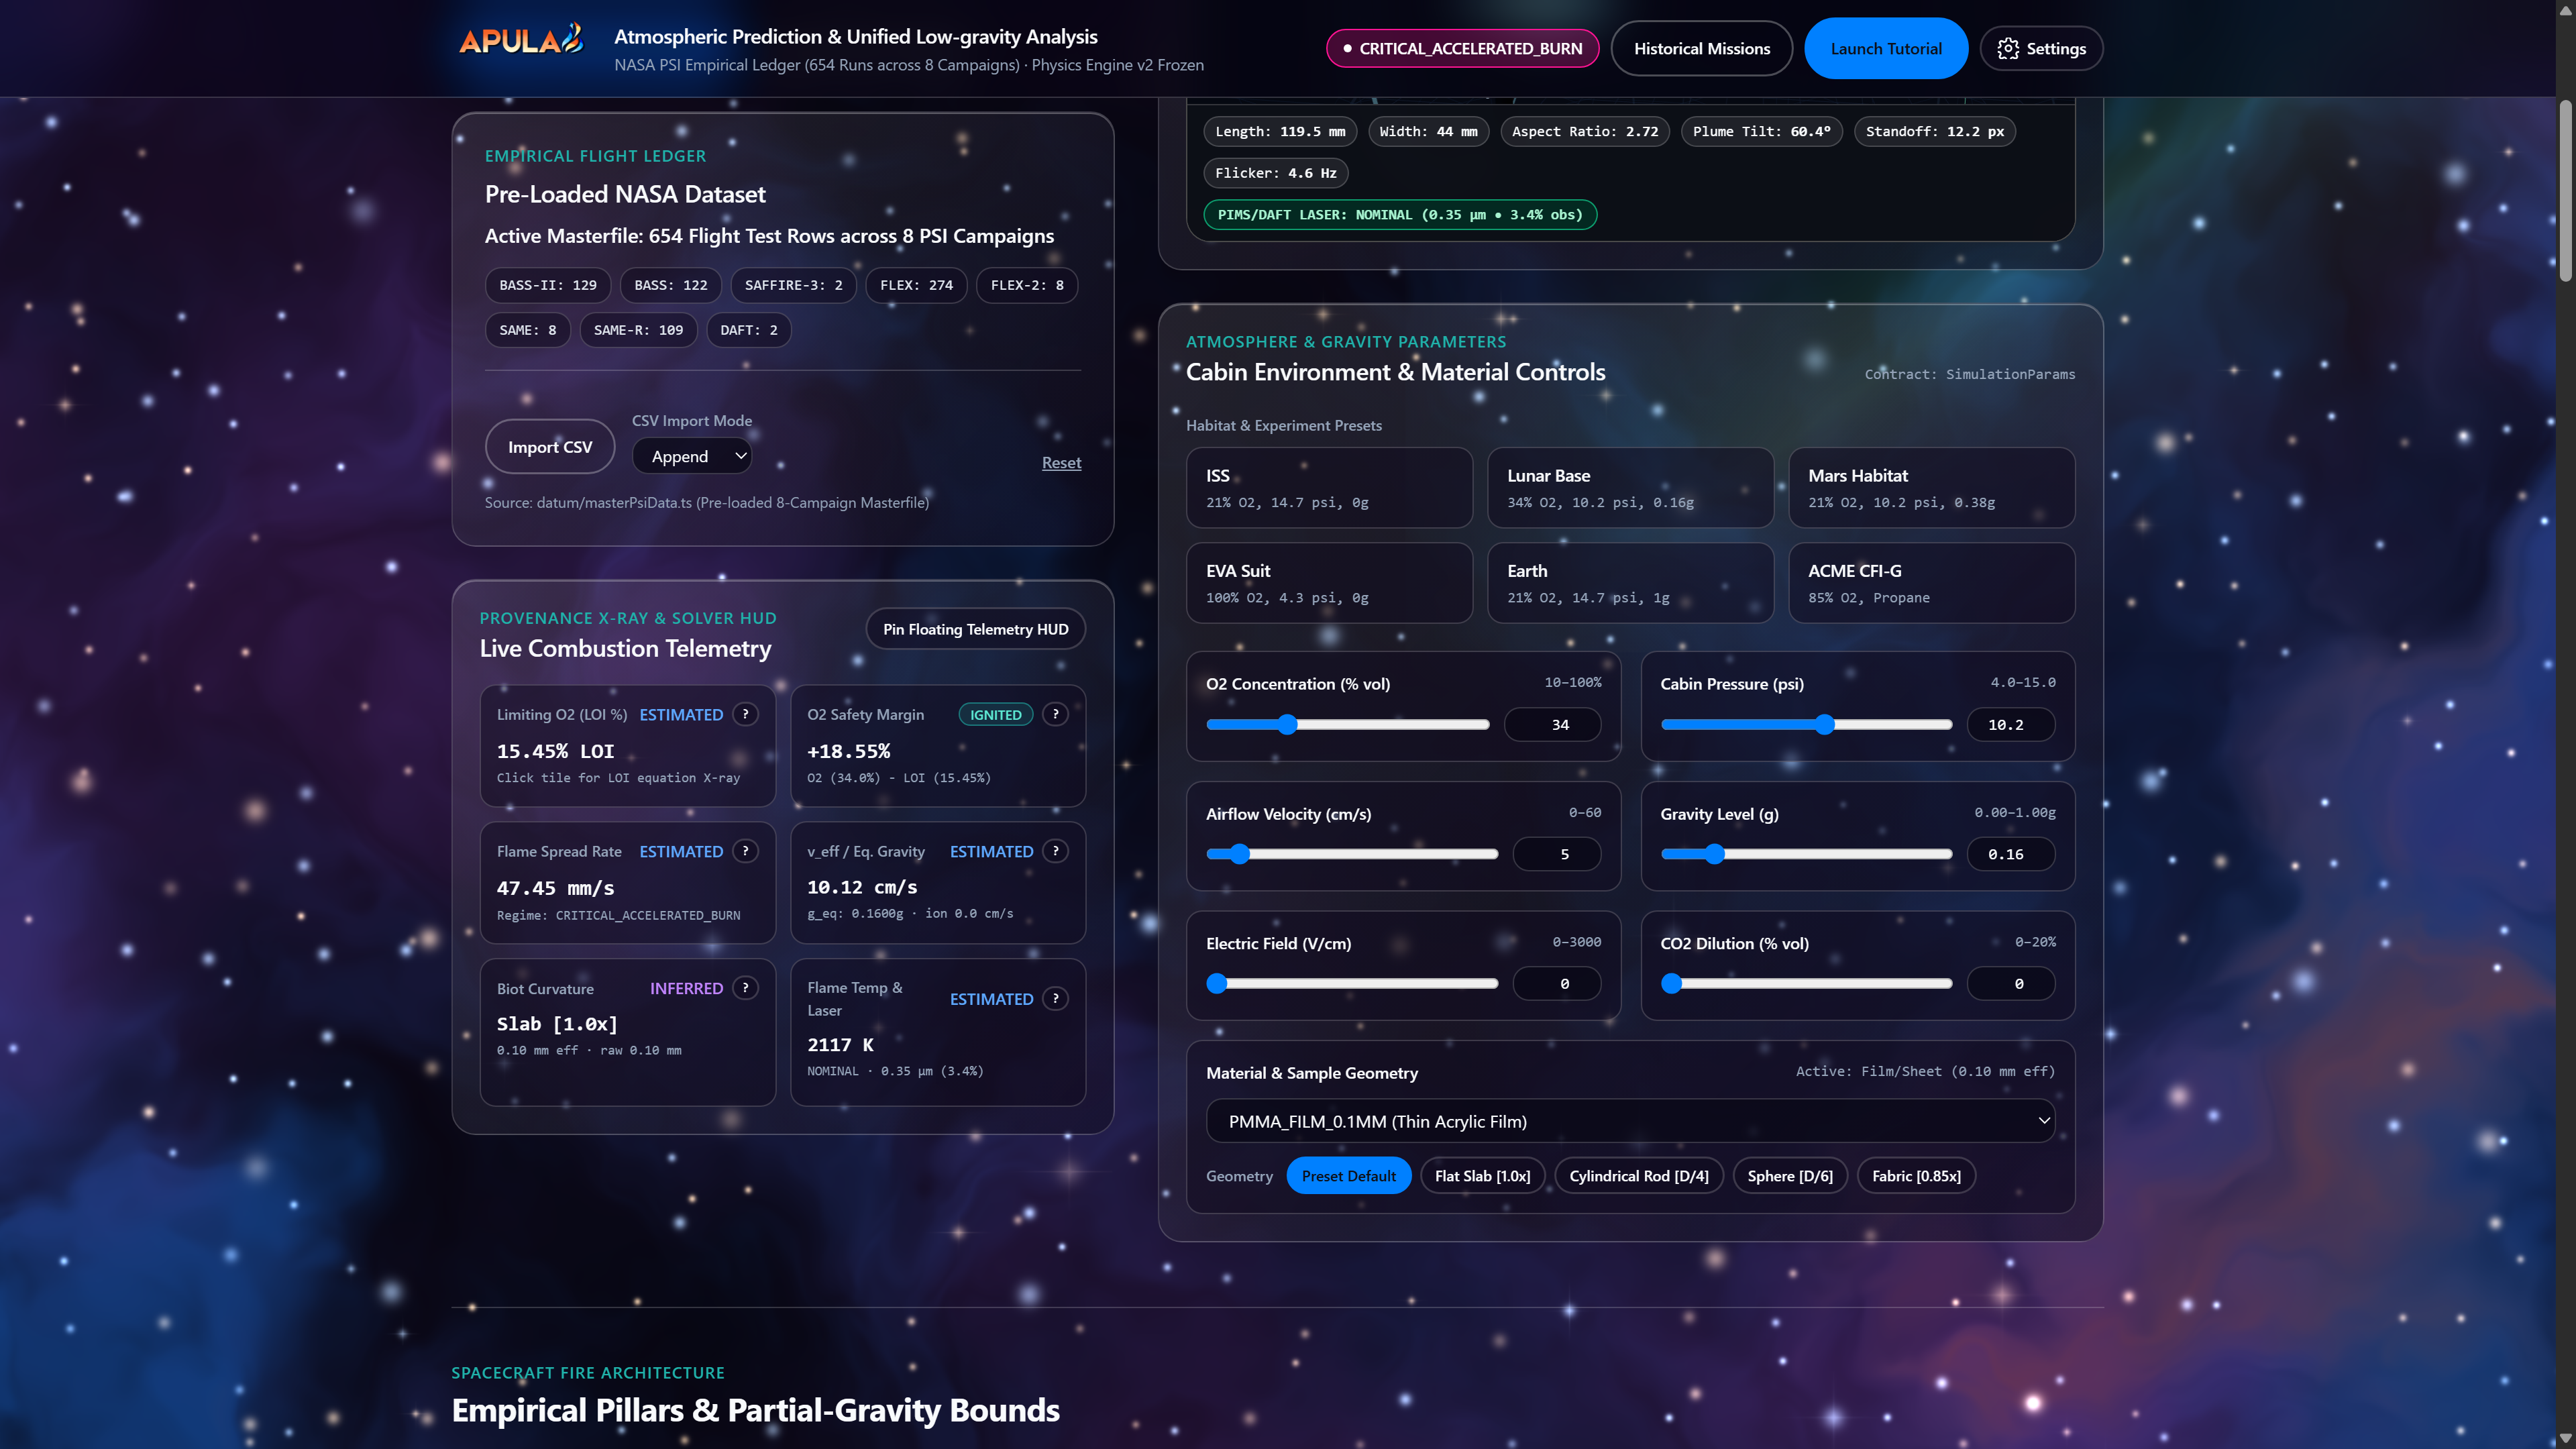 APULA
Atmospheric Prediction & Unified Low-gravity Analysis
NASA PSI Empirical Ledger (654 Runs across 8 Campaigns) · Physics Engine v2 Frozen
CRITICAL_ACCELERATED_BURN
Historical Missions
Launch Tutorial
Settings
EMPIRICAL FLIGHT LEDGER
Pre-Loaded NASA Dataset
Active Masterfile: 654 Flight Test Rows across 8 PSI Campaigns
BASS-II: 129
BASS: 122
SAFFIRE-3: 2
FLEX: 274
FLEX-2: 8
SAME: 8
SAME-R: 109
DAFT: 2
Import CSV
CSV Import Mode
Append
Reset
Source: datum/masterPsiData.ts (Pre-loaded 8-Campaign Masterfile)
PROVENANCE X-RAY & SOLVER HUD
Live Combustion Telemetry
Pin Floating Telemetry HUD
Limiting O2 (LOI %) ESTIMATED ?
15.45% LOI
Click tile for LOI equation X-ray
O2 Safety Margin IGNITED ?
+18.55%
O2 (34.0%) - LOI (15.45%)
Flame Spread Rate ESTIMATED ?
47.45 mm/s
Regime: CRITICAL_ACCELERATED_BURN
v_eff / Eq. Gravity ESTIMATED ?
10.12 cm/s
g_eq: 0.1600g · ion 0.0 cm/s
Biot Curvature INFERRED ?
Slab [1.0x]
0.10 mm eff · raw 0.10 mm
Flame Temp &
Laser
ESTIMATED ?
2117 K
NOMINAL · 0.35 µm (3.4%)
Length: 119.5 mm
Width: 44 mm
Aspect Ratio: 2.72
Plume Tilt: 60.4°
Standoff: 12.2 px
Flicker: 4.6 Hz
PIMS/DAFT LASER: NOMINAL (0.35 µm • 3.4% obs)
ATMOSPHERE & GRAVITY PARAMETERS
Cabin Environment & Material Controls
Contract: SimulationParams
Habitat & Experiment Presets
ISS
21% O2, 14.7 psi, 0g
Lunar Base
34% O2, 10.2 psi, 0.16g
Mars Habitat
21% O2, 10.2 psi, 0.38g
EVA Suit
100% O2, 4.3 psi, 0g
Earth
21% O2, 14.7 psi, 1g
ACME CFI-G
85% O2, Propane
O2 Concentration (% vol) 10–100%
34
Cabin Pressure (psi) 4.0–15.0
10.2
Airflow Velocity (cm/s) 0–60
5
Gravity Level (g) 0.00–1.00g
0.16
Electric Field (V/cm) 0–3000
0
CO2 Dilution (% vol) 0–20%
0
Material & Sample Geometry
Active: Film/Sheet (0.10 mm eff)
PMMA_FILM_0.1MM (Thin Acrylic Film)
Geometry
Preset Default
Flat Slab [1.0x]
Cylindrical Rod [D/4]
Sphere [D/6]
Fabric [0.85x]
SPACECRAFT FIRE ARCHITECTURE
Empirical Pillars & Partial-Gravity Bounds